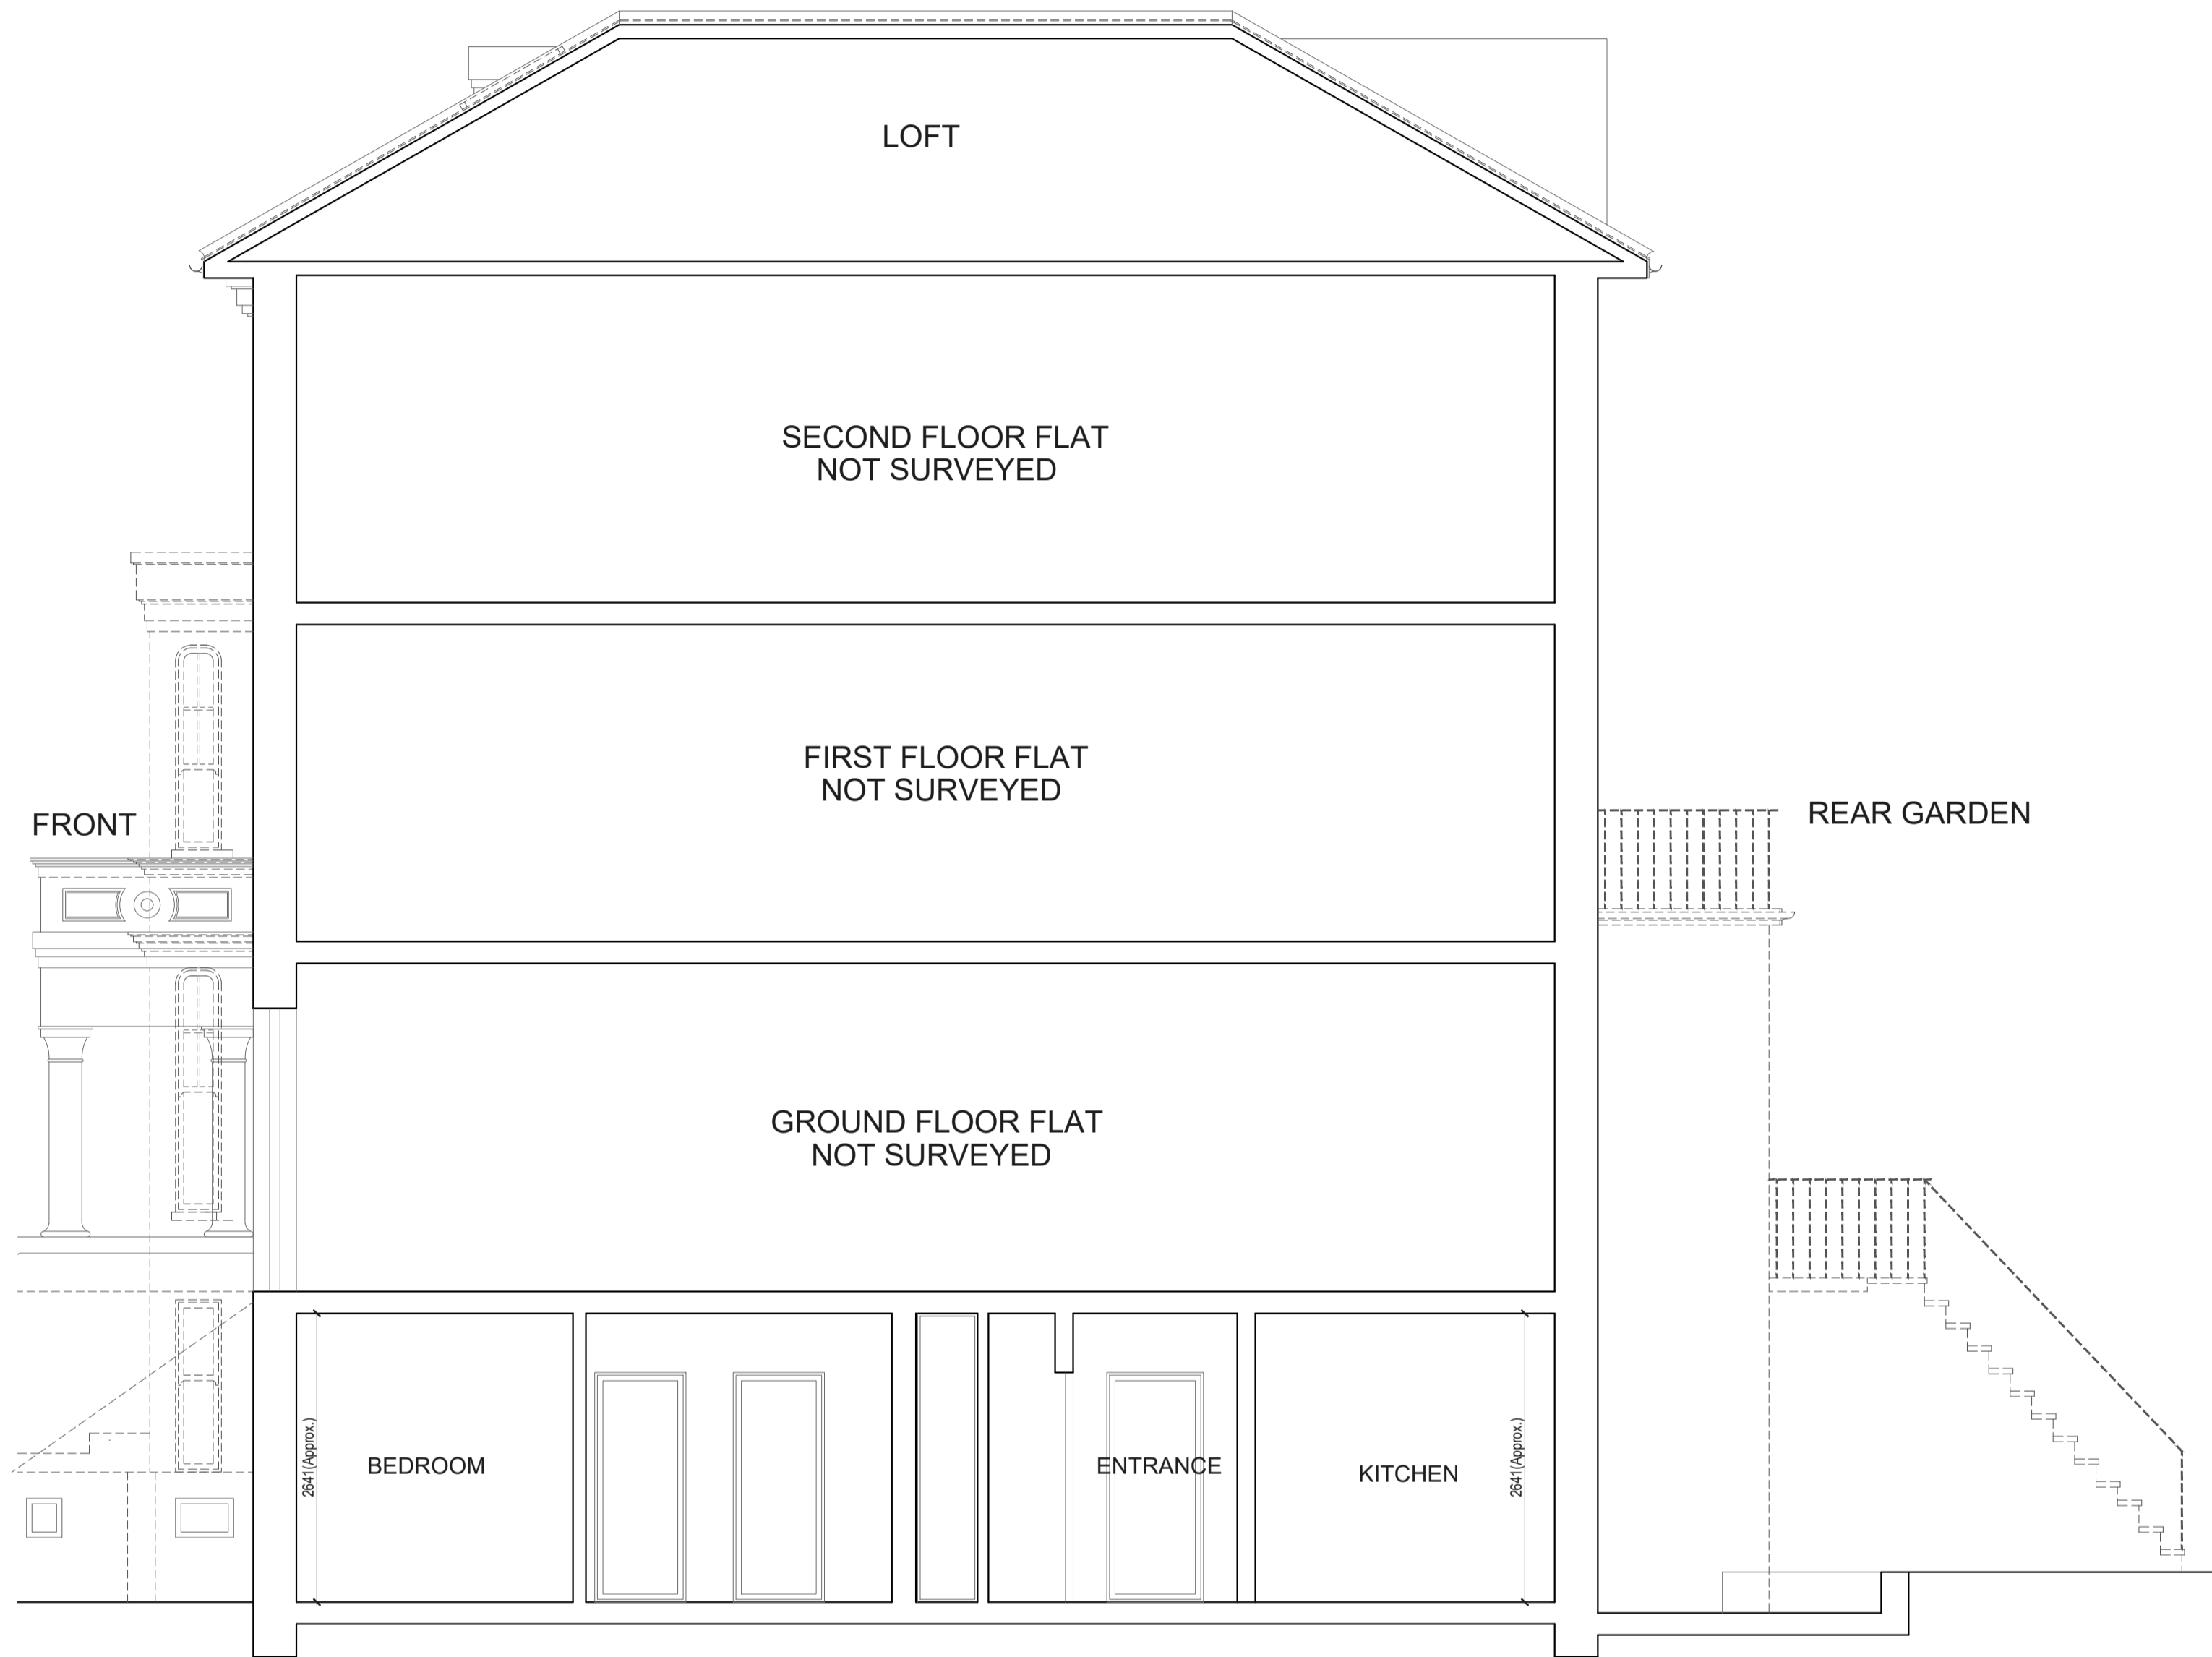 LOFT
SECOND FLOOR FLAT
NOT SURVEYED
FIRST FLOOR FLAT
NOT SURVEYED
FRONT
REAR GARDEN
GROUND FLOOR FLAT
NOT SURVEYED
2641(Approx.)
BEDROOM
ENTRANCE
KITCHEN
2641(Approx.)